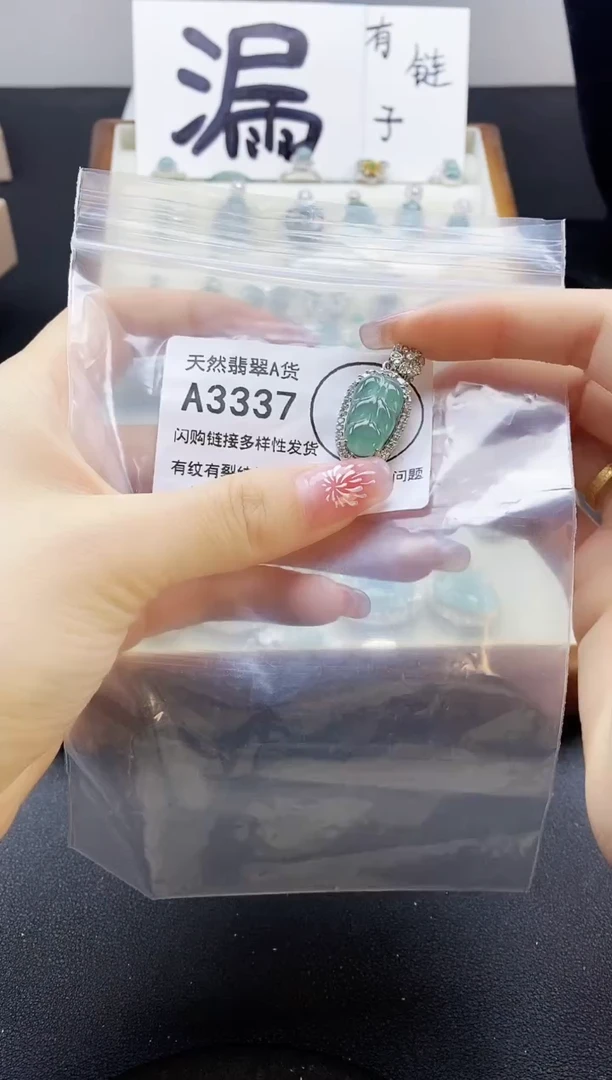 漏
有
链
子
天然翡翠A货
A3337
闪购链接多样性发货
有纹有裂
问题